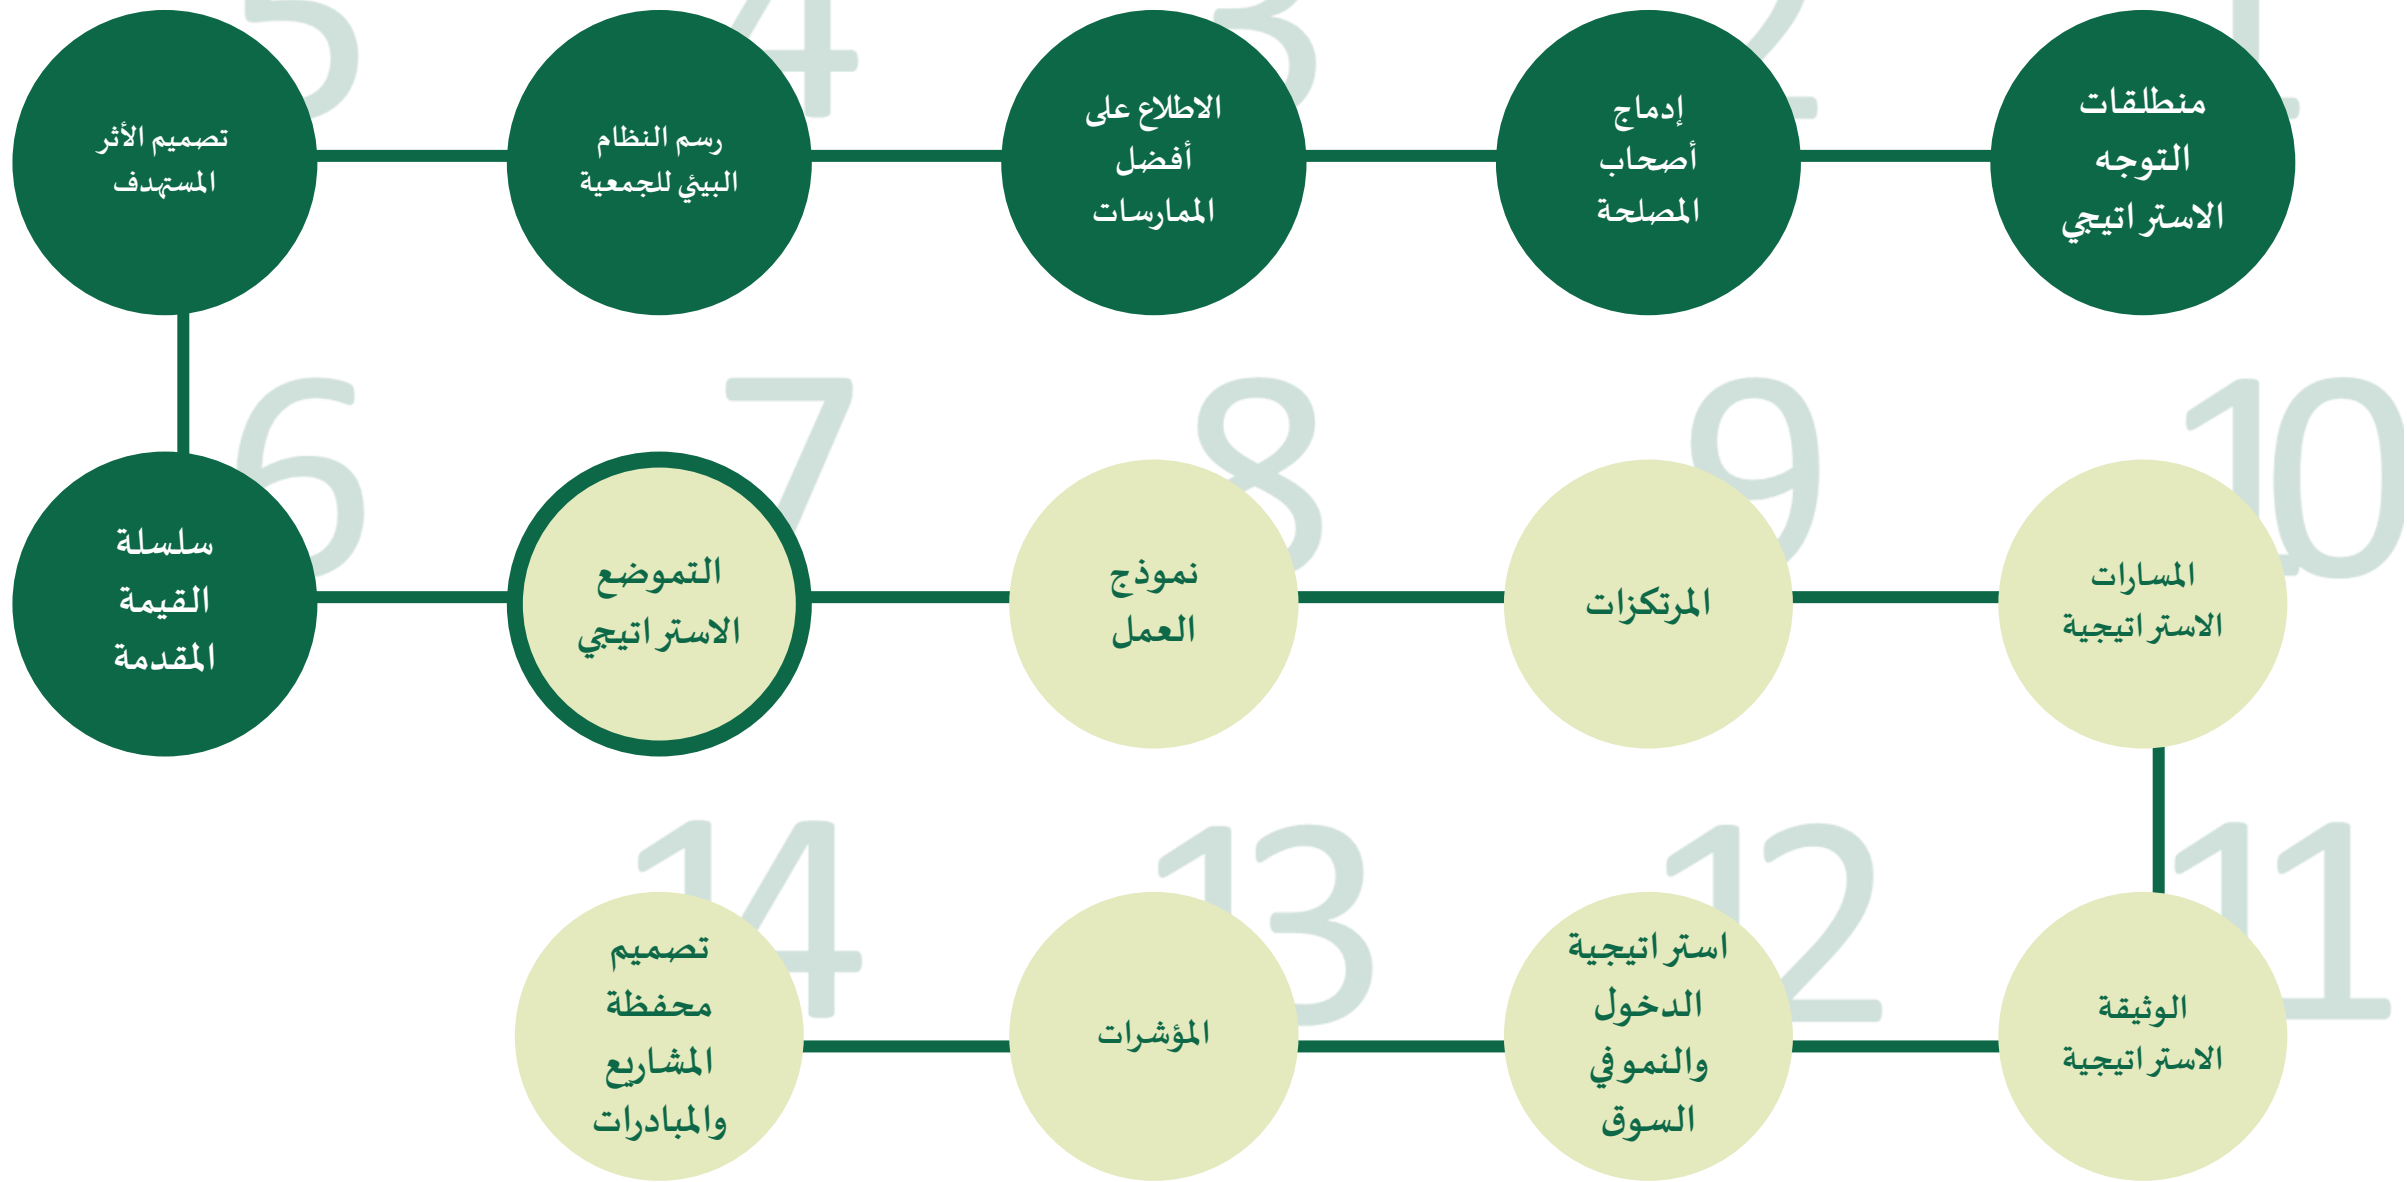 1
منطلقات
التوجه
الاستراتيجي
2
إدماج
أصحاب
المصلحة
3
الاطلاع على
أفضل
الممارسات
4
رسم النظام
البيئي للجمعية
5
تصميم الأثر
المستهدف
6
سلسلة
القيمة
المقدمة
7
التموضع
الاستراتيجي
8
نموذج
العمل
9
المرتكزات
10
المسارات
الاستراتيجية
11
الوثيقة
الاستراتيجية
12
استراتيجية
الدخول
والنمو في
السوق
13
المؤشرات
14
تصميم
محفظة
المشاريع
والمبادرات